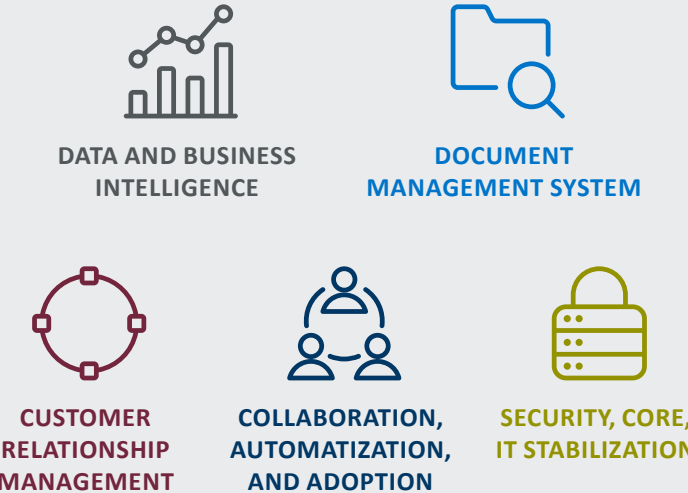 DATA AND BUSINESS
INTELLIGENCE
DOCUMENT
MANAGEMENT SYSTEM
CUSTOMER
RELATIONSHIP
MANAGEMENT
COLLABORATION,
AUTOMATIZATION,
AND ADOPTION
SECURITY, CORE,
IT STABILIZATION